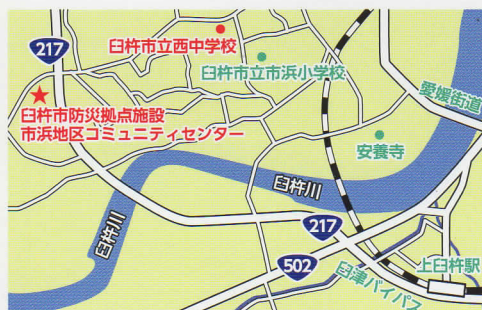 217
臼杵市立西中学校
臼杵市立市浜小学校
愛媛街道
臼杵市防災拠点施設
市浜地区コミュニティセンター
安養寺
臼杵川
臼杵川
217
502
上臼杵駅
臼津バイパス